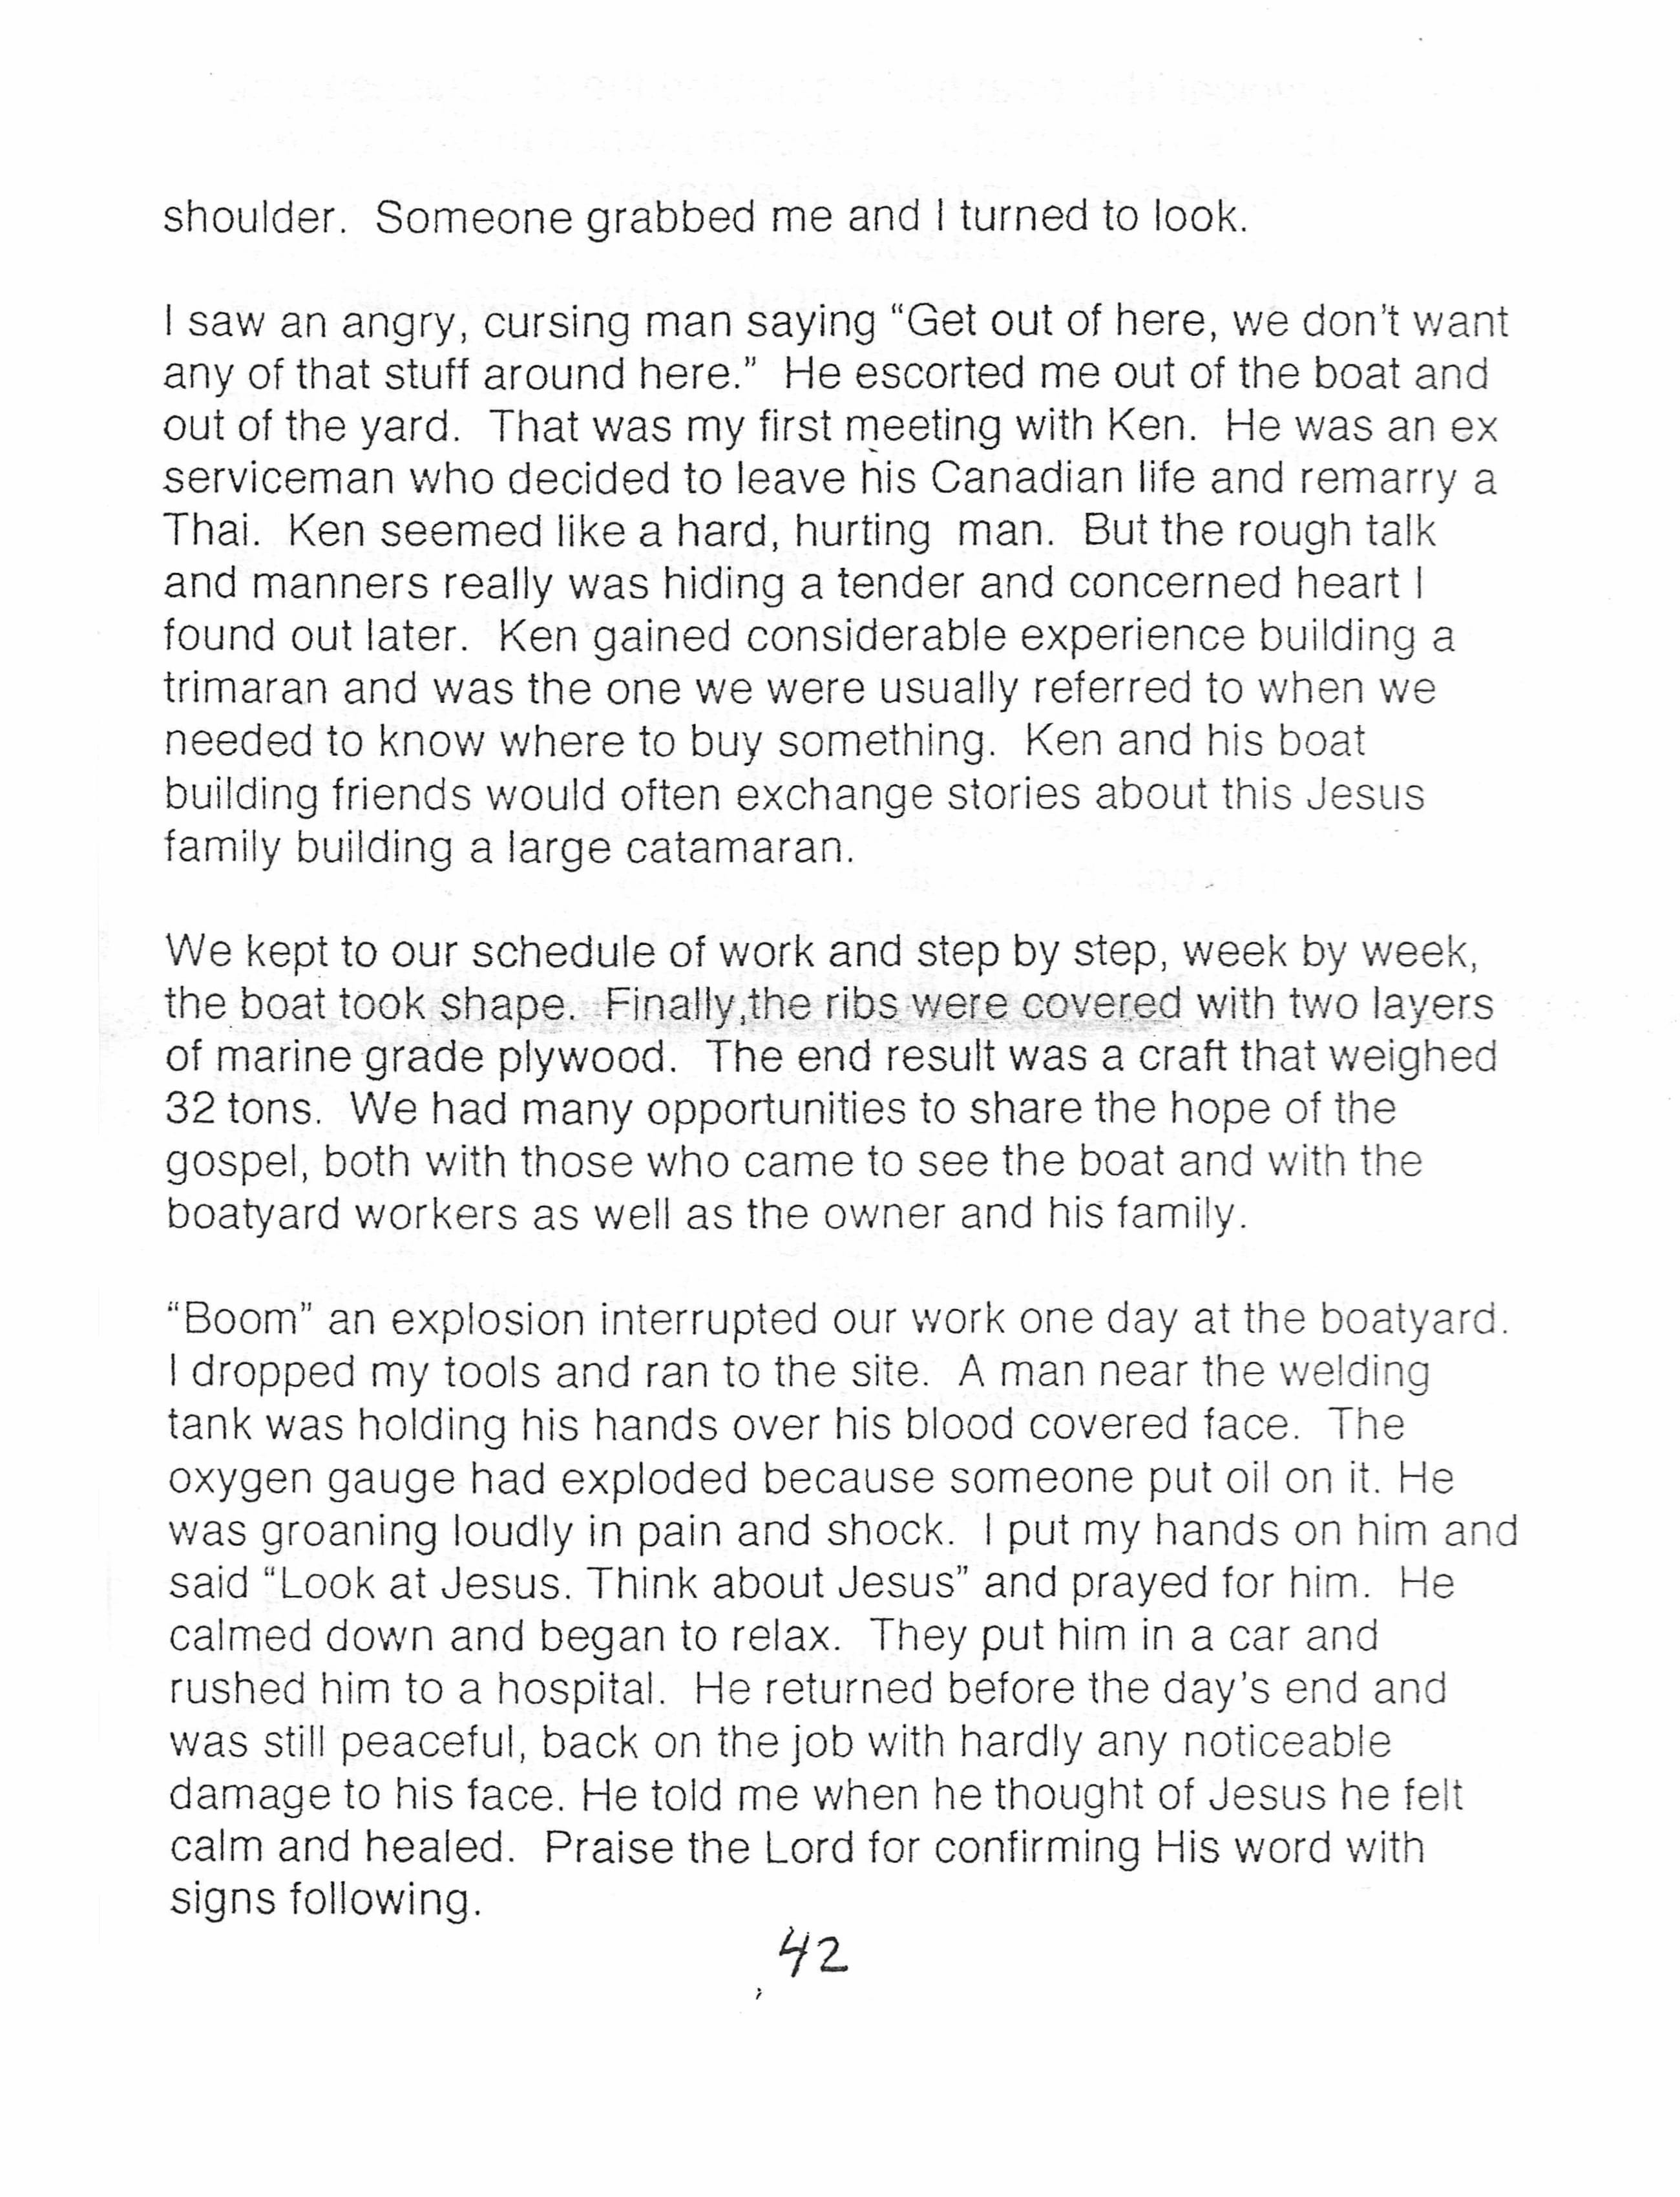 shoulder.  Someone grabbed me and I turned to look.

I saw an angry, cursing man saying “Get out of here, we don't want
any of that stuff around here.”  He escorted me out of the boat and
out of the yard.  That was my first meeting with Ken.  He was an ex
serviceman who decided to leave his Canadian life and remarry a
Thai.  Ken seemed like a hard, hurting  man.  But the rough talk
and manners really was hiding a tender and concerned heart I
found out later.  Ken gained considerable experience building a
trimaran and was the one we were usually referred to when we
needed to know where to buy something.  Ken and his boat
building friends would often exchange stories about this Jesus
family building a large catamaran.

We kept to our schedule of work and step by step, week by week,
the boat took shape.  Finally,the ribs were covered with two layers
of marine grade plywood.  The end result was a craft that weighed
32 tons.  We had many opportunities to share the hope of the
gospel, both with those who came to see the boat and with the
boatyard workers as well as the owner and his family.

“Boom” an explosion interrupted our work one day at the boatyard.
I dropped my tools and ran to the site.  A man near the welding
tank was holding his hands over his blood covered face.  The
oxygen gauge had exploded because someone put oil on it. He
was groaning loudly in pain and shock.  I put my hands on him and
said “Look at Jesus. Think about Jesus” and prayed for him.  He
calmed down and began to relax.  They put him in a car and
rushed him to a hospital.  He returned before the day's end and
was still peaceful, back on the job with hardly any noticeable
damage to his face. He told me when he thought of Jesus he felt
calm and healed.  Praise the Lord for confirming His word with
signs following.
42